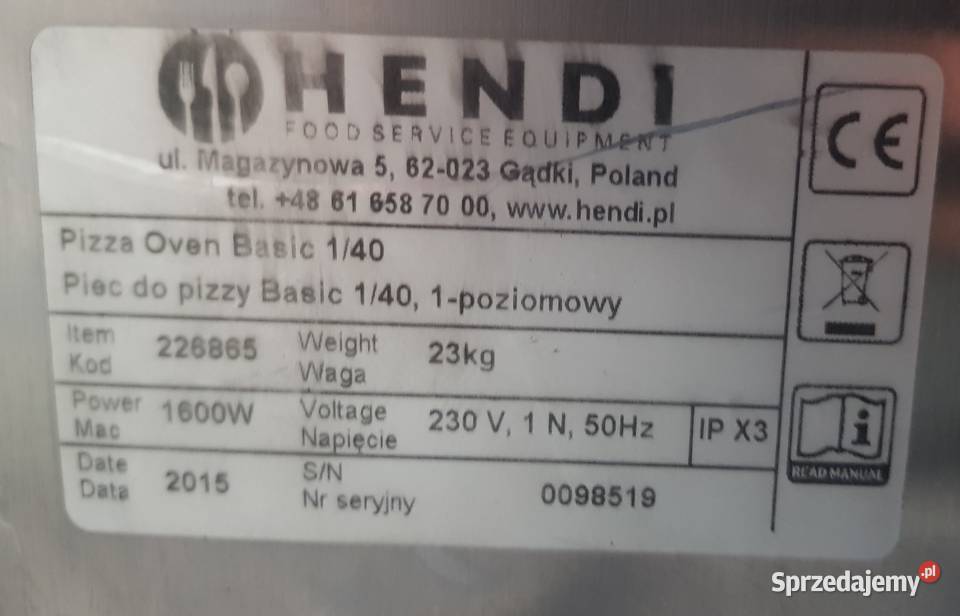 HENDI
FOOD SERVICE EQUIPMENT
ul. Magazynowa 5, 62-023 Gądki, Poland
tel. +48 61 658 70 00, www.hendi.pl
CE
Pizza Oven Basic 1/40
Piec do pizzy Basic 1/40, 1-poziomowy
Item Kod 226865 Weight Waga 23kg
Power Mac 1600W Voltage Napięcie 230 V, 1 N, 50Hz IP X3
READ MANUAL
Date Data 2015 S/N Nr seryjny 0098519
Sprzedajemy.pl